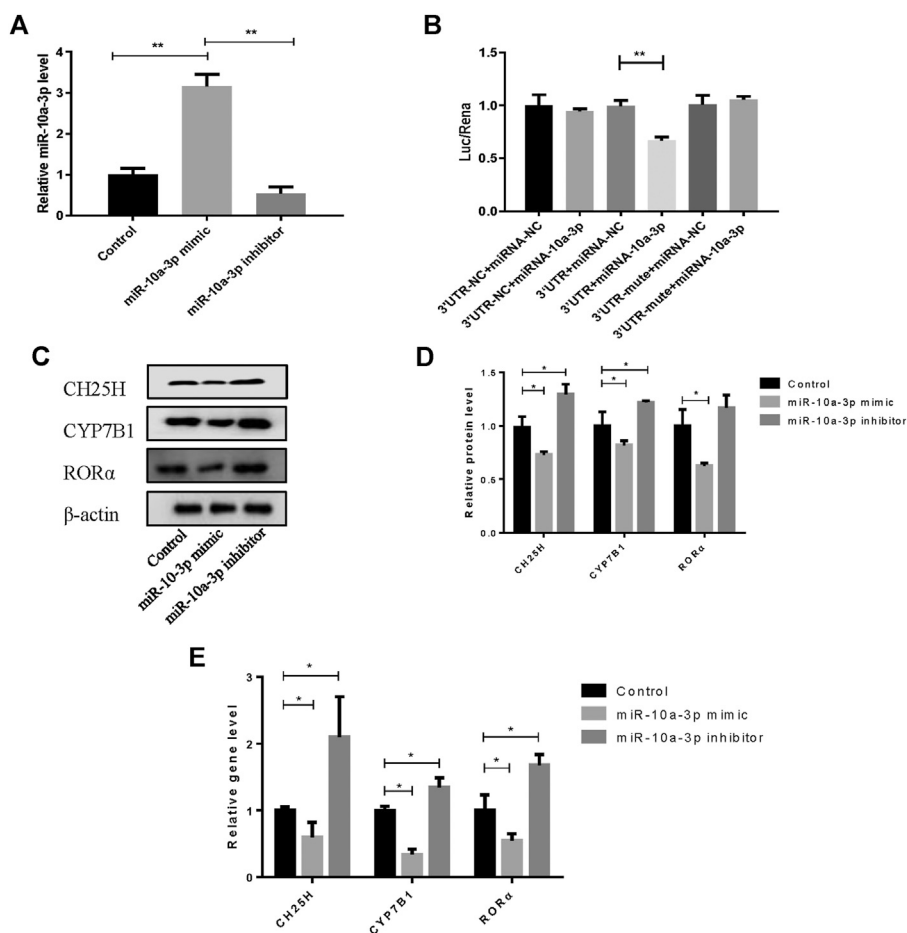 A
Relative miR-10a-3p level
4
3
2
1
0
**
**
Control
miR-10a-3p mimic
miR-10a-3p inhibitor
B
Luc/Rena
1.5
1.0
0.5
0.0
**
3'UTR-NC+miRNA-NC
3'UTR-NC+miRNA-10a-3p
3'UTR+miRNA-NC
3'UTR+miRNA-10a-3p
3'UTR-mute+miRNA-NC
3'UTR-mute+miRNA-10a-3p
C
CH25H
CYP7B1
RORα
β-actin
Control
miR-10-3p mimic
miR-10a-3p inhibitor
D
Relative protein level
1.5
1.0
0.5
0.0
*
*
*
*
*
CH25H
CYP7B1
RORα
Control
miR-10a-3p mimic
miR-10a-3p inhibitor
E
Relative gene level
3
2
1
0
*
*
*
*
*
*
CH25H
CYP7B1
RORα
Control
miR-10a-3p mimic
miR-10a-3p inhibitor